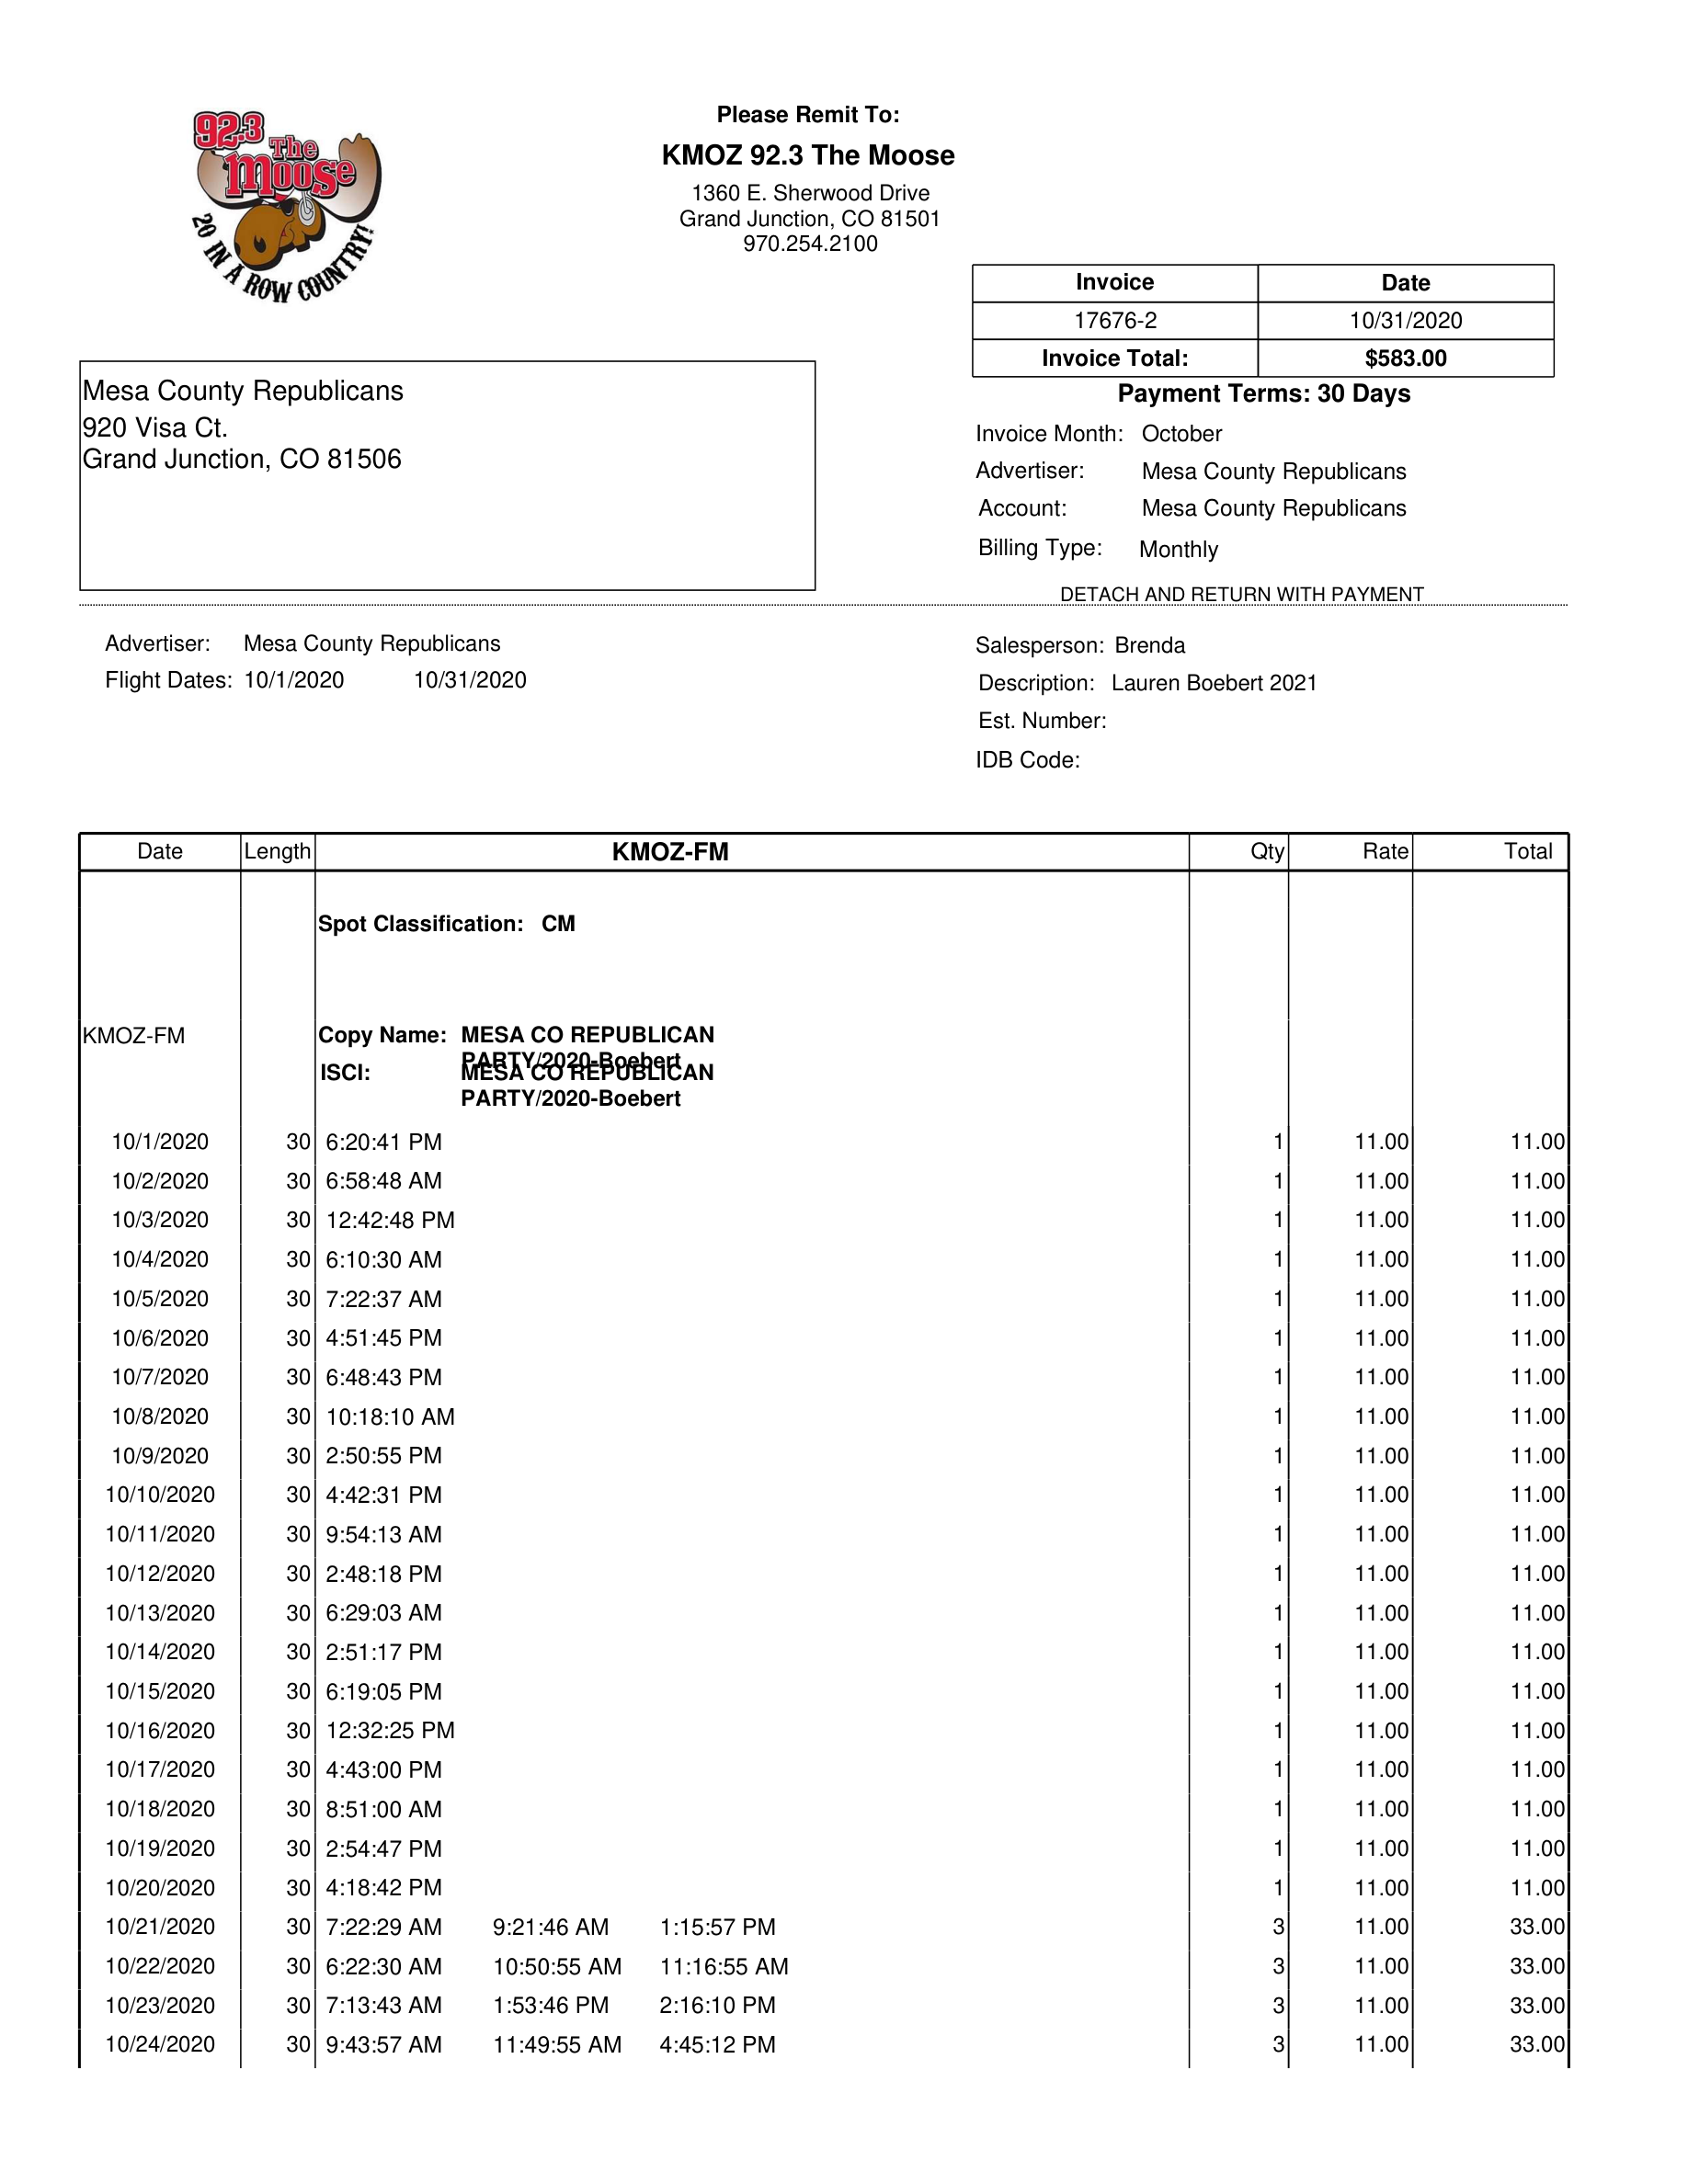 92.3
The
Moose
20 IN A ROW COUNTRY!
Please Remit To:
KMOZ 92.3 The Moose
1360 E. Sherwood Drive
Grand Junction, CO 81501
970.254.2100
Invoice Date
17676-2 10/31/2020
Invoice Total: $583.00
Payment Terms: 30 Days
Mesa County Republicans
920 Visa Ct.
Grand Junction, CO 81506
Invoice Month: October
Advertiser: Mesa County Republicans
Account: Mesa County Republicans
Billing Type: Monthly
DETACH AND RETURN WITH PAYMENT
Advertiser: Mesa County Republicans
Flight Dates: 10/1/2020 10/31/2020
Salesperson: Brenda
Description: Lauren Boebert 2021
Est. Number:
IDB Code:
Date Length KMOZ-FM Qty Rate Total
Spot Classification: CM
KMOZ-FM Copy Name: MESA CO REPUBLICAN
PARTY/2020-Boebert
ISCI: MESA CO REPUBLICAN
PARTY/2020-Boebert
10/1/2020 30 6:20:41 PM 1 11.00 11.00
10/2/2020 30 6:58:48 AM 1 11.00 11.00
10/3/2020 30 12:42:48 PM 1 11.00 11.00
10/4/2020 30 6:10:30 AM 1 11.00 11.00
10/5/2020 30 7:22:37 AM 1 11.00 11.00
10/6/2020 30 4:51:45 PM 1 11.00 11.00
10/7/2020 30 6:48:43 PM 1 11.00 11.00
10/8/2020 30 10:18:10 AM 1 11.00 11.00
10/9/2020 30 2:50:55 PM 1 11.00 11.00
10/10/2020 30 4:42:31 PM 1 11.00 11.00
10/11/2020 30 9:54:13 AM 1 11.00 11.00
10/12/2020 30 2:48:18 PM 1 11.00 11.00
10/13/2020 30 6:29:03 AM 1 11.00 11.00
10/14/2020 30 2:51:17 PM 1 11.00 11.00
10/15/2020 30 6:19:05 PM 1 11.00 11.00
10/16/2020 30 12:32:25 PM 1 11.00 11.00
10/17/2020 30 4:43:00 PM 1 11.00 11.00
10/18/2020 30 8:51:00 AM 1 11.00 11.00
10/19/2020 30 2:54:47 PM 1 11.00 11.00
10/20/2020 30 4:18:42 PM 1 11.00 11.00
10/21/2020 30 7:22:29 AM 9:21:46 AM 1:15:57 PM 3 11.00 33.00
10/22/2020 30 6:22:30 AM 10:50:55 AM 11:16:55 AM 3 11.00 33.00
10/23/2020 30 7:13:43 AM 1:53:46 PM 2:16:10 PM 3 11.00 33.00
10/24/2020 30 9:43:57 AM 11:49:55 AM 4:45:12 PM 3 11.00 33.00